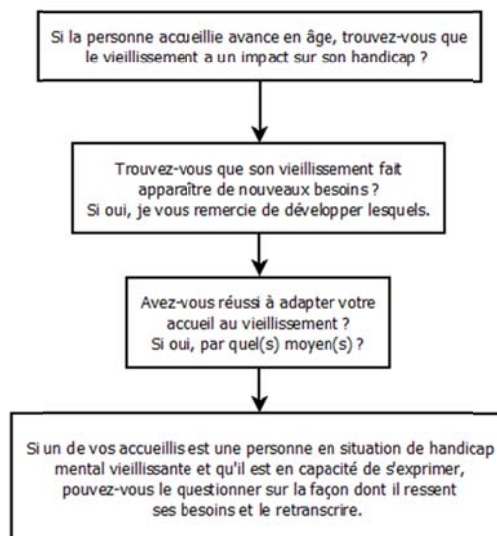 Si la personne accueillie avance en âge, trouvez-vous que
le vieillissement a un impact sur son handicap ?
Trouvez-vous que son vieillissement fait
apparaître de nouveaux besoins ?
Si oui, je vous remercie de développer lesquels.
Avez-vous réussi à adapter votre
accueil au vieillissement ?
Si oui, par quel(s) moyen(s) ?
Si un de vos accueillis est une personne en situation de handicap
mental vieillissante et qu'il est en capacité de s'exprimer,
pouvez-vous le questionner sur la façon dont il ressent
ses besoins et le retranscrire.